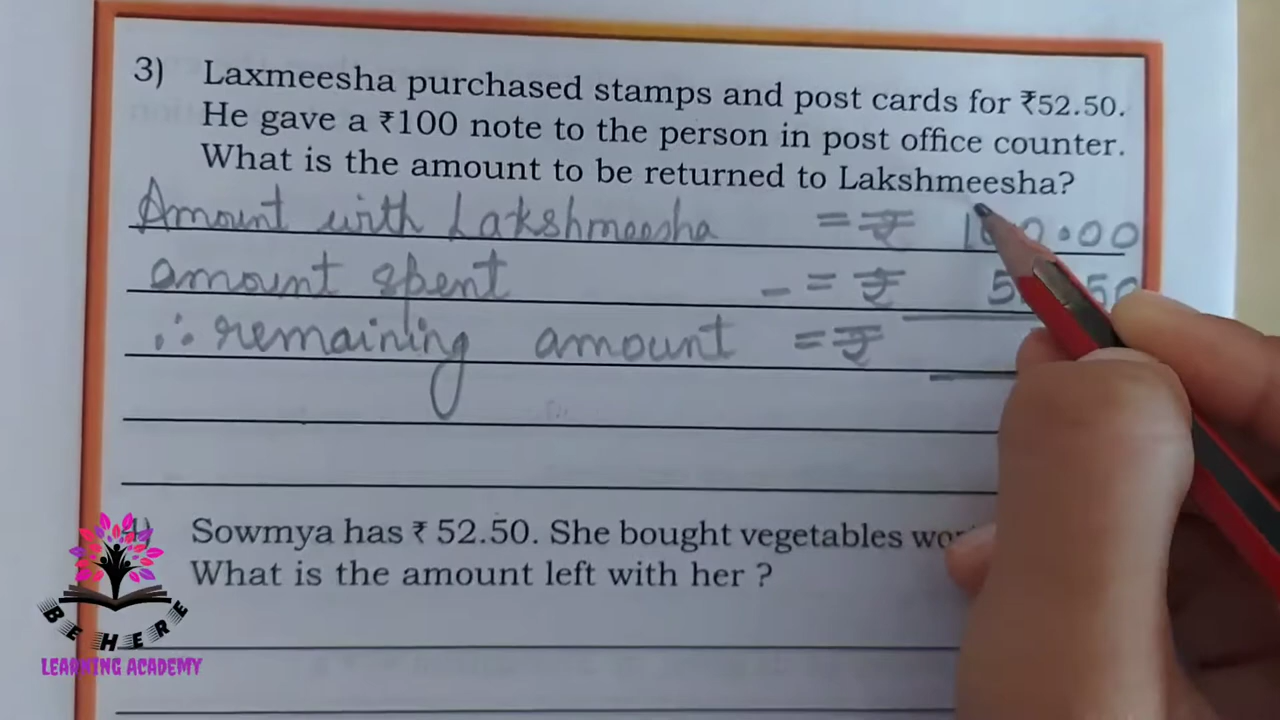 3) Laxmeesha purchased stamps and post cards for ₹52.50.
He gave a ₹100 note to the person in post office counter.
What is the amount to be returned to Lakshmeesha?
Amount with Lakshmeesha = ₹ 100.00
amount spent - = ₹
∴ remaining amount = ₹
Sowmya has ₹ 52.50. She bought vegetables
What is the amount left with her ?
BE HERE
LEARNING ACADEMY